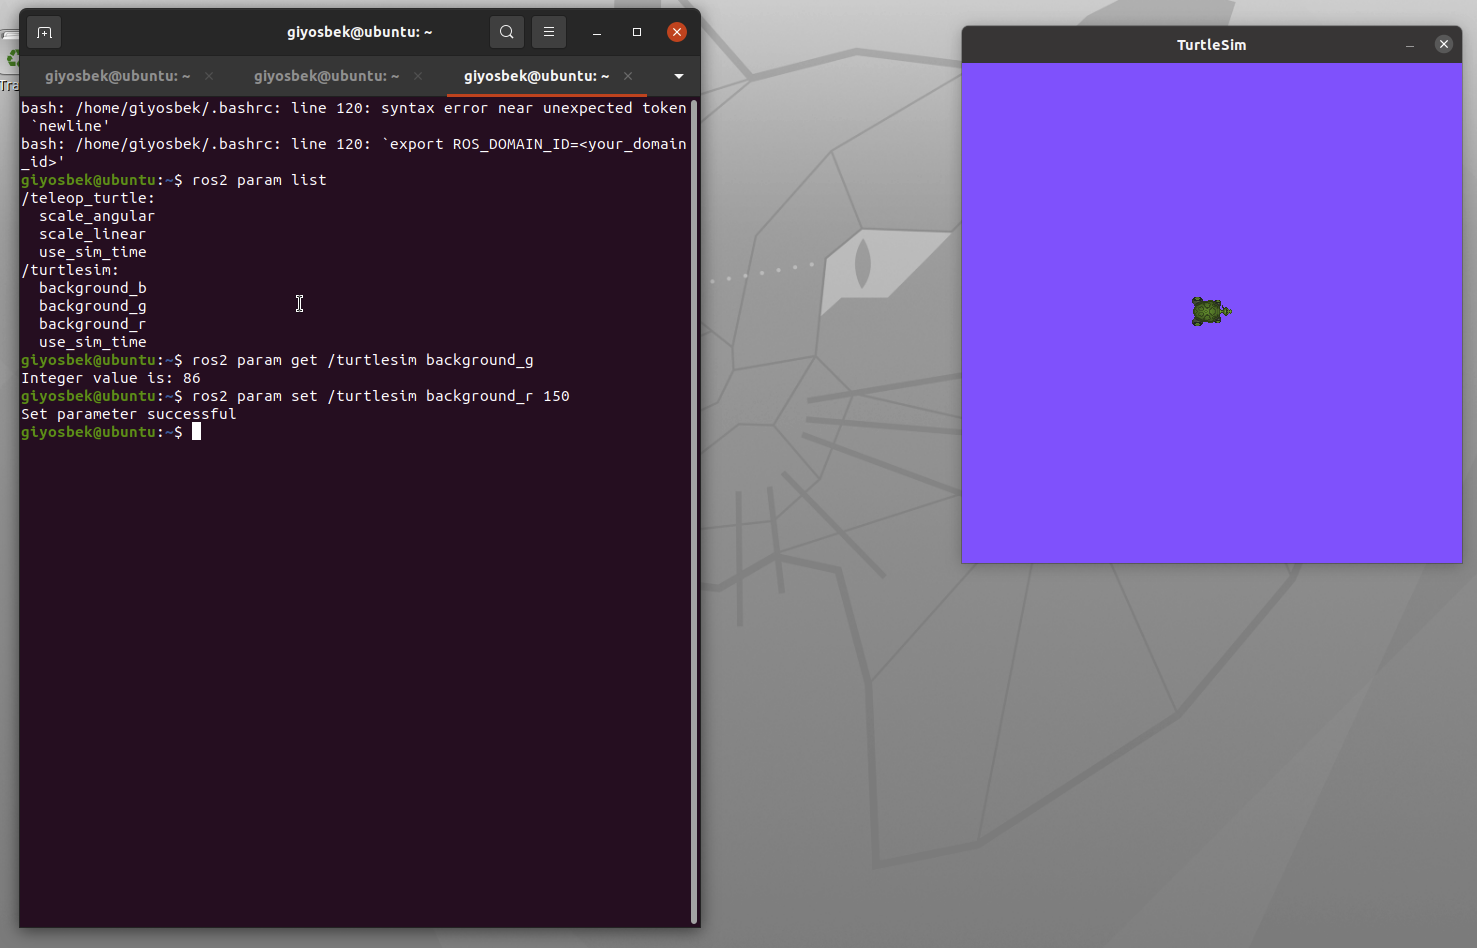 giyosbek@ubuntu: ~
TurtleSim
giyosbek@ubuntu: ~
giyosbek@ubuntu: ~
giyosbek@ubuntu: ~
bash: /home/giyosbek/.bashrc: line 120: syntax error near unexpected token
`newline'
bash: /home/giyosbek/.bashrc: line 120: `export ROS_DOMAIN_ID=<your_domain
_id>'
giyosbek@ubuntu:~$ ros2 param list
/teleop_turtle:
  scale_angular
  scale_linear
  use_sim_time
/turtlesim:
  background_b
  background_g
  background_r
  use_sim_time
giyosbek@ubuntu:~$ ros2 param get /turtlesim background_g
Integer value is: 86
giyosbek@ubuntu:~$ ros2 param set /turtlesim background_r 150
Set parameter successful
giyosbek@ubuntu:~$